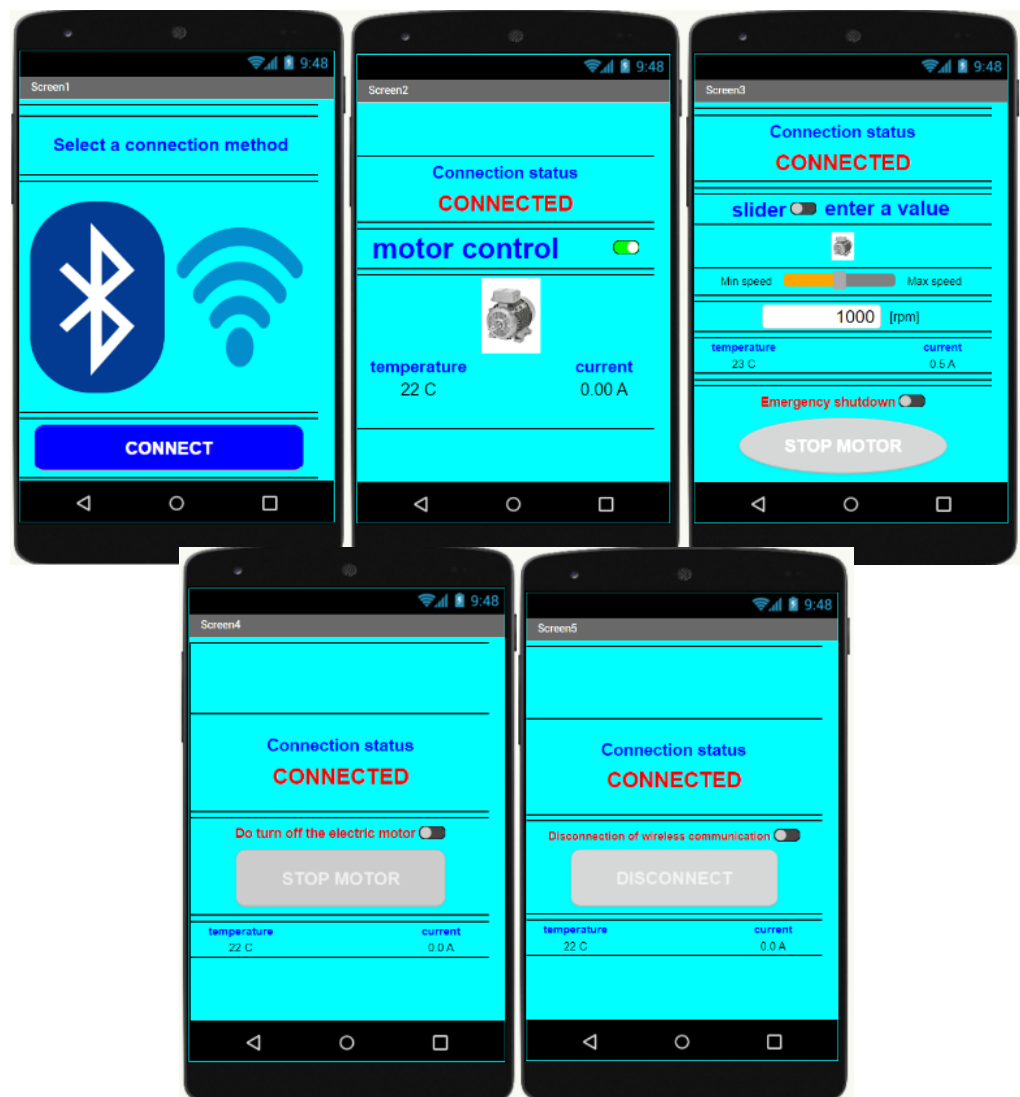 9:48
Screen1
Select a connection method
CONNECT
9:48
Screen2
Connection status
CONNECTED
motor control
temperature current
22 C 0.00 A
9:48
Screen3
Connection status
CONNECTED
slider enter a value
Min speed Max speed
1000 [rpm]
temperature current
23 C 0.5 A
Emergency shutdown
STOP MOTOR
9:48
Screen4
Connection status
CONNECTED
Do turn off the electric motor
STOP MOTOR
temperature current
22 C 0.0 A
9:48
Screen5
Connection status
CONNECTED
Disconnection of wireless communication
DISCONNECT
temperature current
22 C 0.0 A